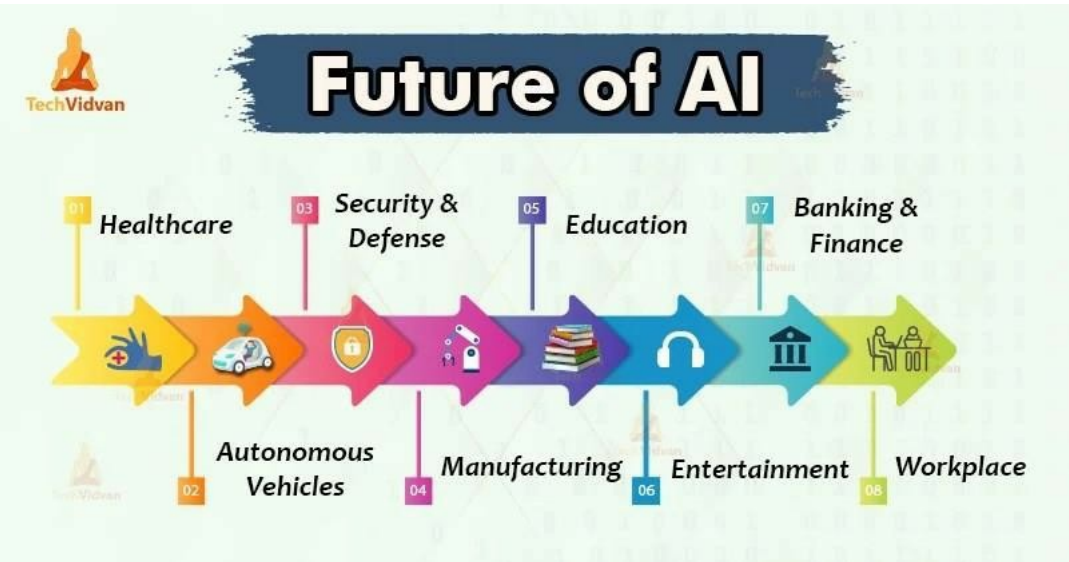 TechVidvan
Future of AI
01
Healthcare
03
Security &
Defense
05
Education
07
Banking &
Finance
02
Autonomous
Vehicles
04
Manufacturing
06
Entertainment
08
Workplace